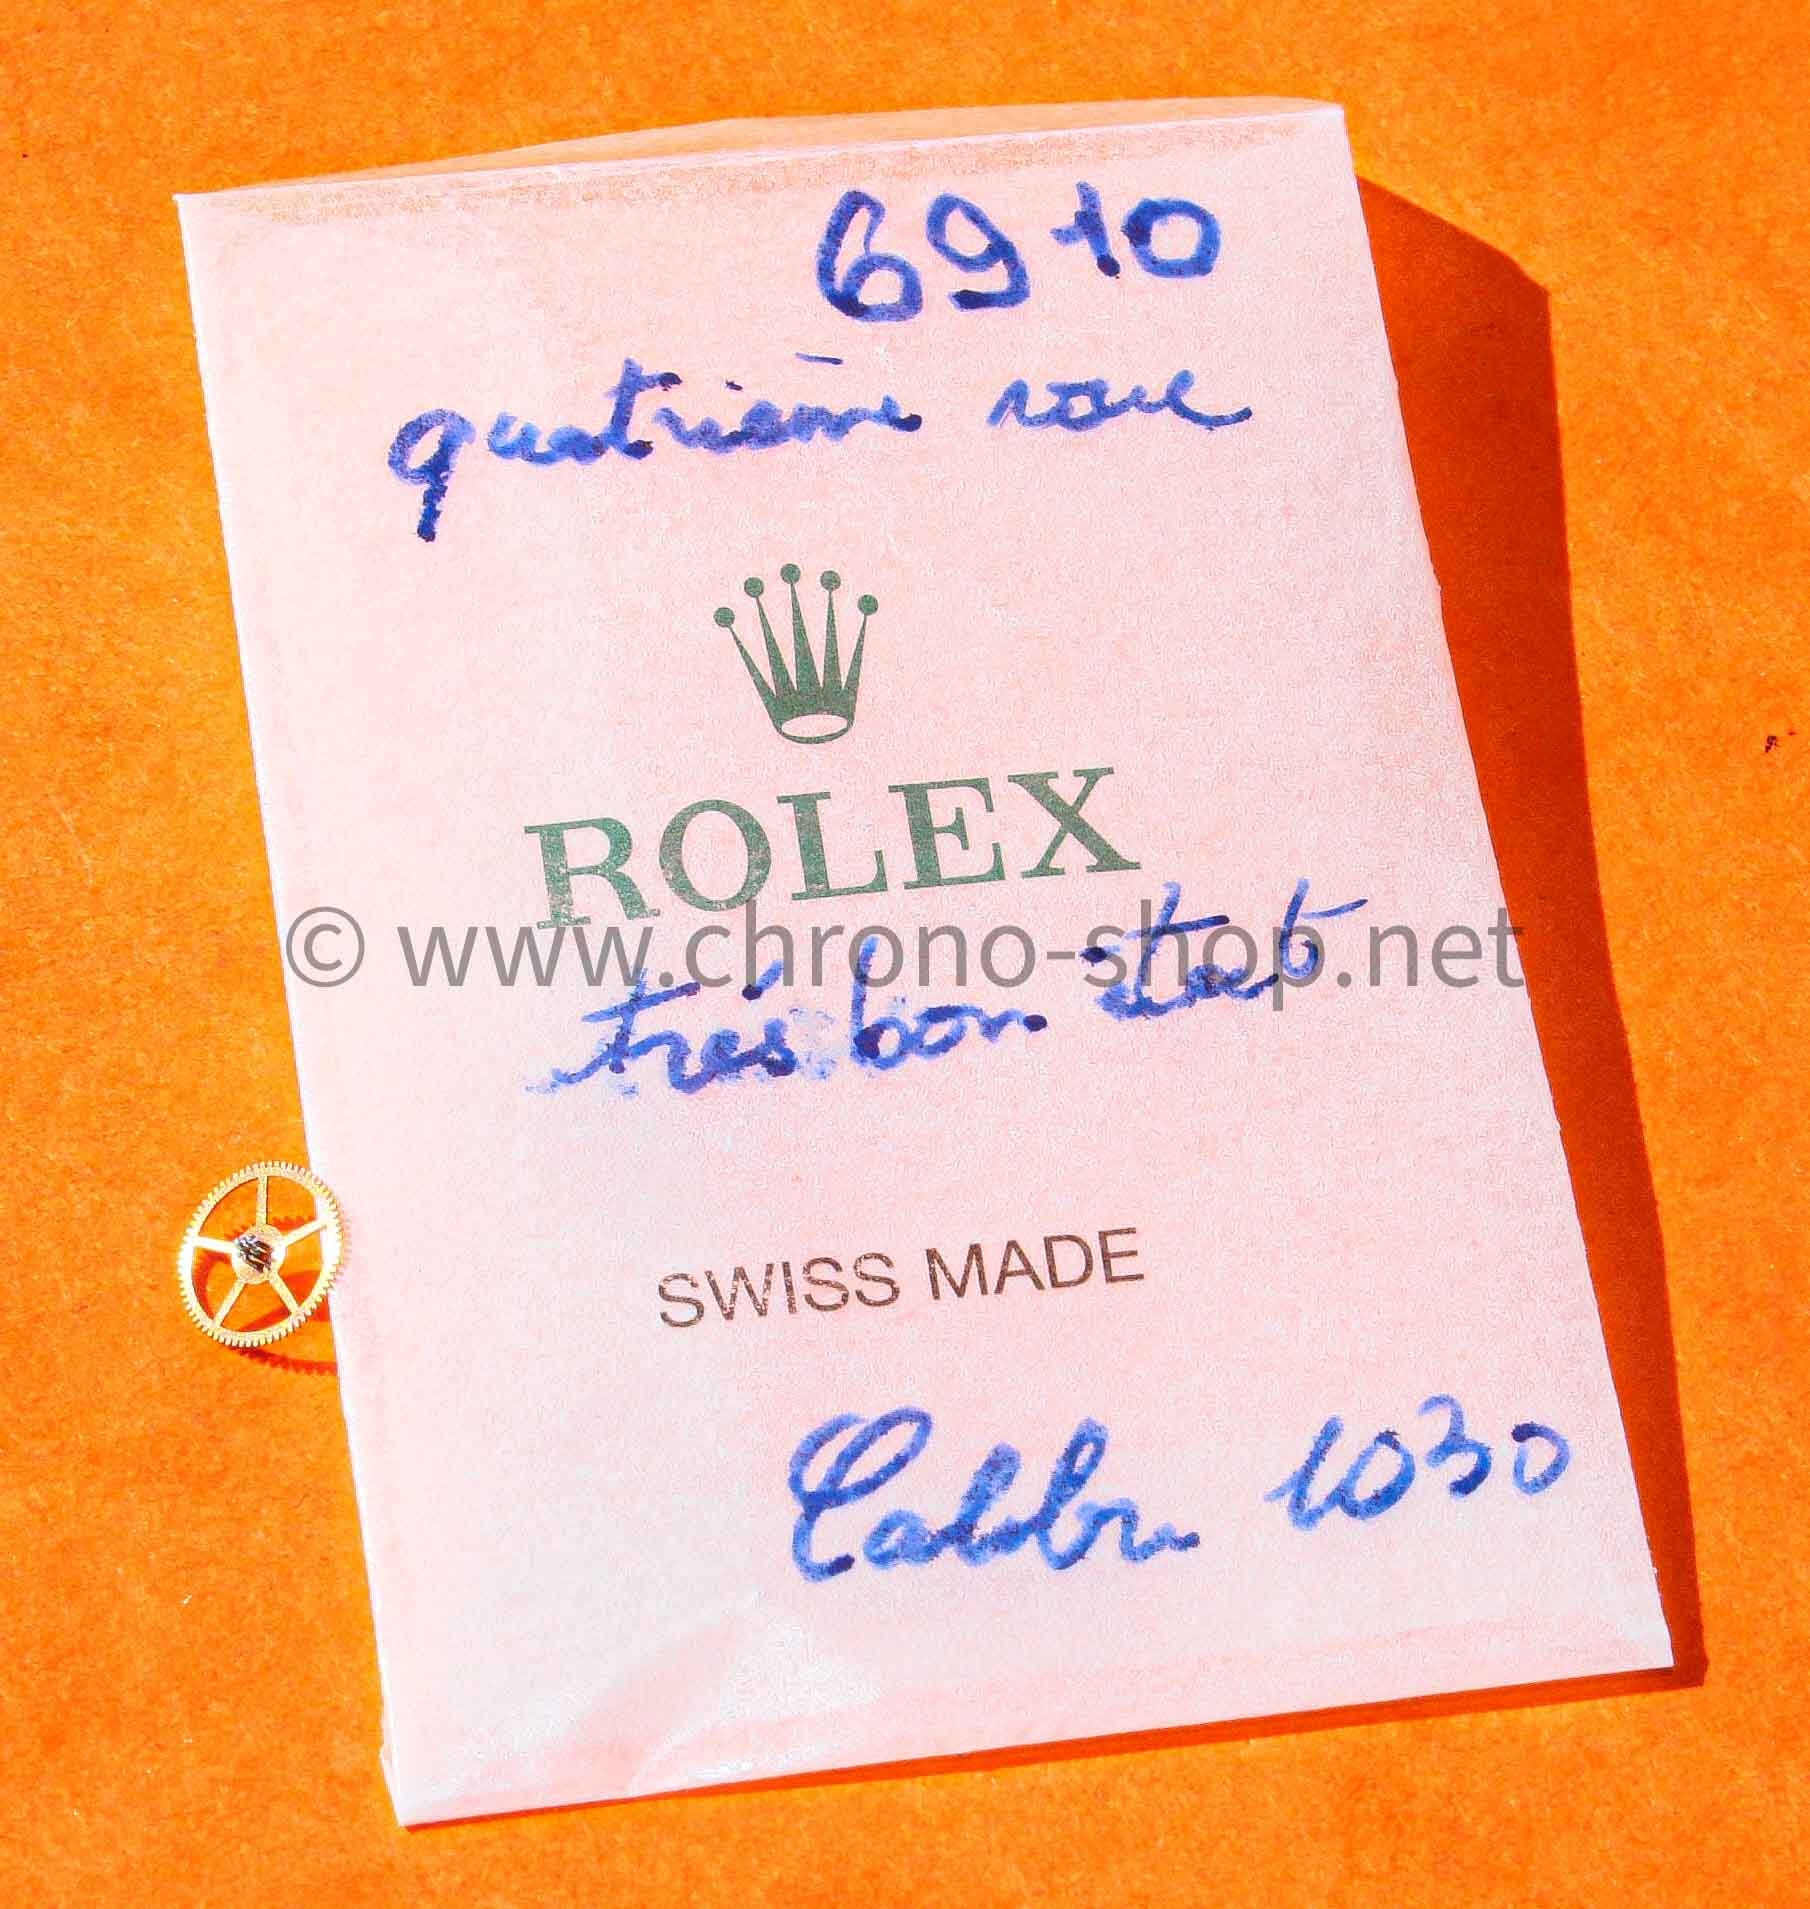 6910
quatrième roue
ROLEX
© www.chrono-shop.net
très bon état
SWISS MADE
Calibre 1030